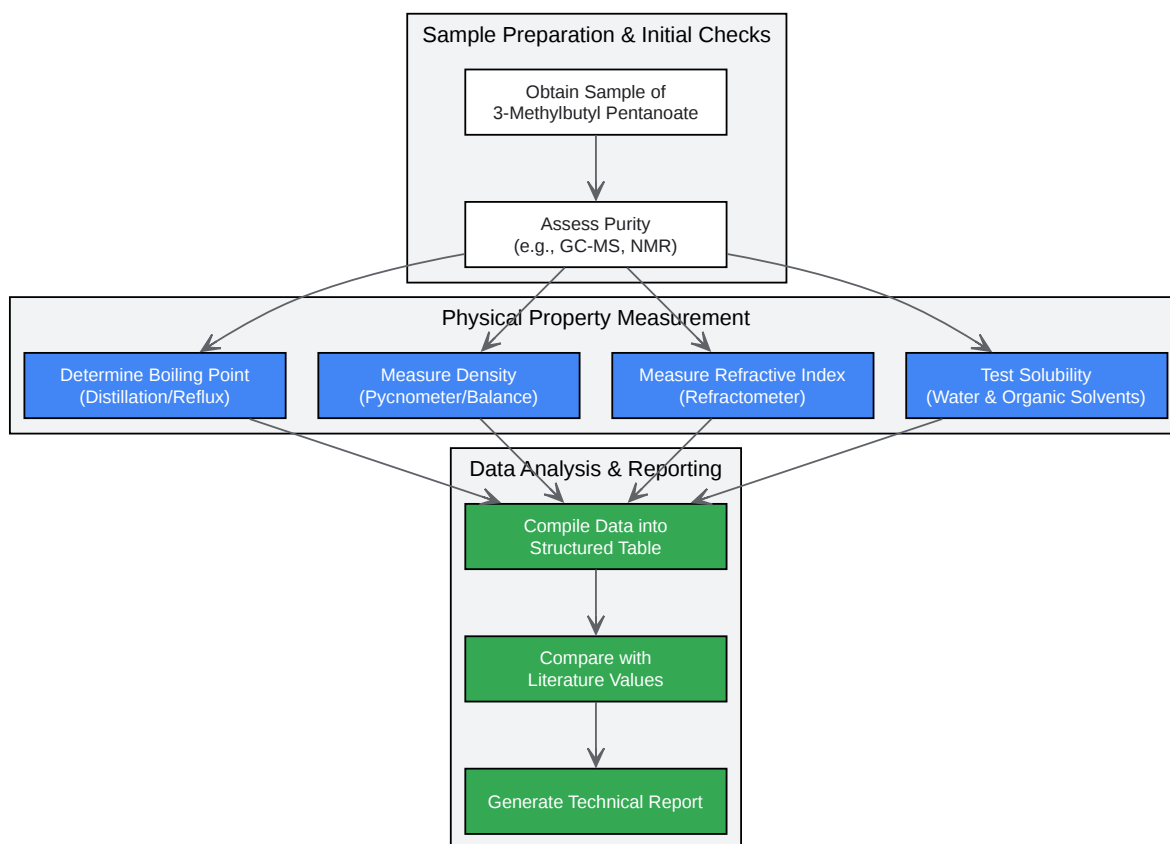 Sample Preparation & Initial Checks
Obtain Sample of
3-Methylbutyl Pentanoate
Assess Purity
(e.g., GC-MS, NMR)
Physical Property Measurement
Determine Boiling Point
(Distillation/Reflux)
Measure Density
(Pycnometer/Balance)
Measure Refractive Index
(Refractometer)
Test Solubility
(Water & Organic Solvents)
Data Analysis & Reporting
Compile Data into
Structured Table
Compare with
Literature Values
Generate Technical Report